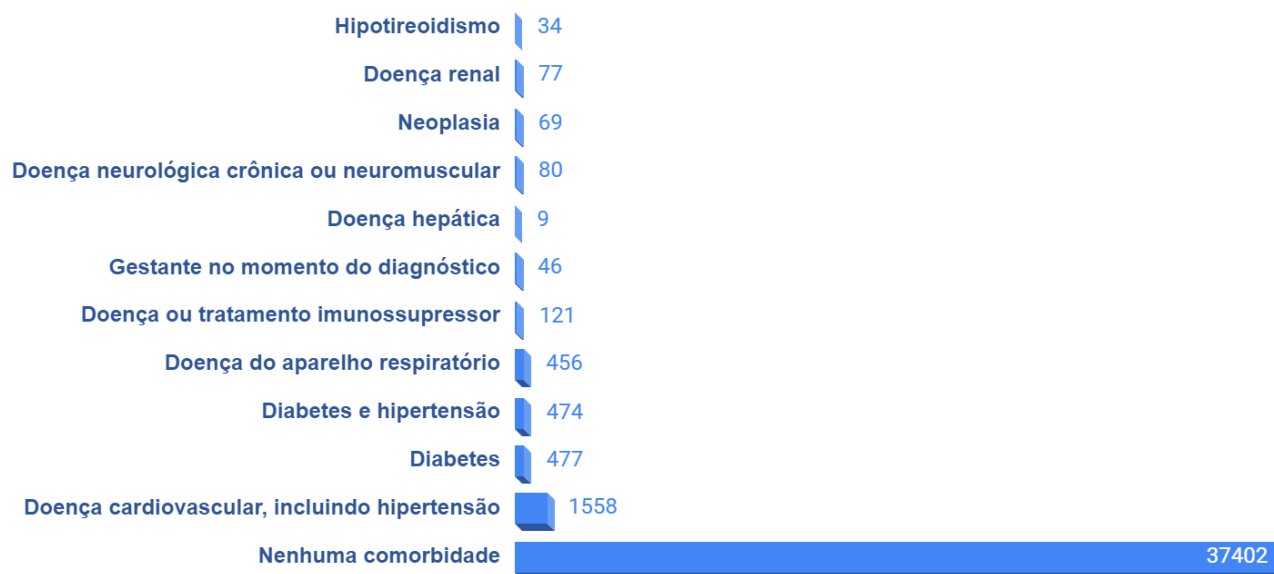 Hipotireoidismo 34
Doença renal 77
Neoplasia 69
Doença neurológica crônica ou neuromuscular 80
Doença hepática 9
Gestante no momento do diagnóstico 46
Doença ou tratamento imunossupressor 121
Doença do aparelho respiratório 456
Diabetes e hipertensão 474
Diabetes 477
Doença cardiovascular, incluindo hipertensão 1558
Nenhuma comorbidade 37402